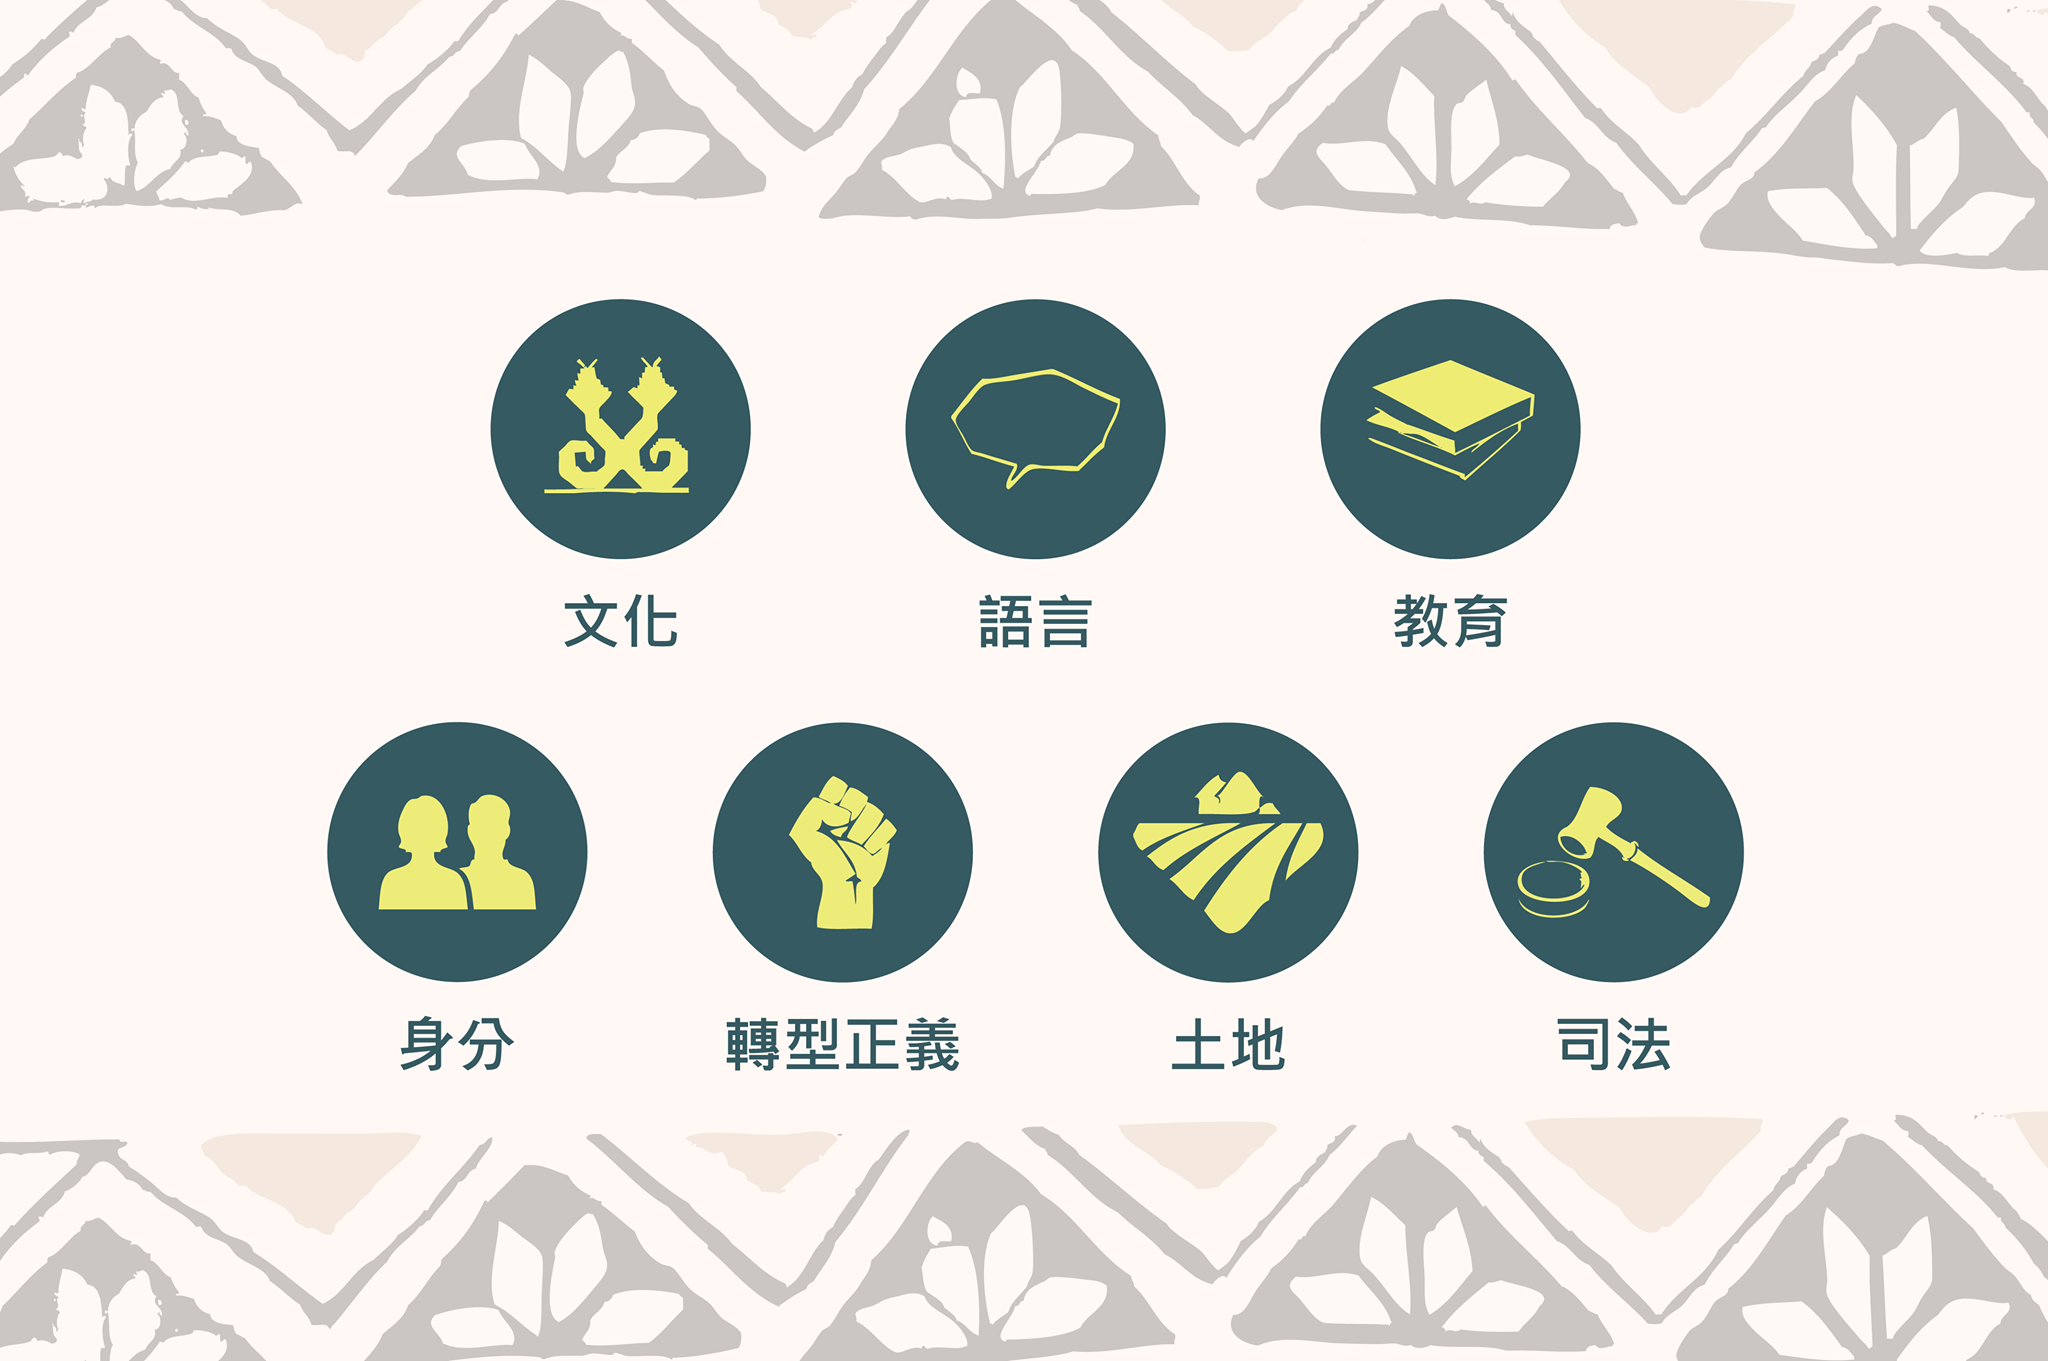 文化
語言
教育
身分
轉型正義
土地
司法